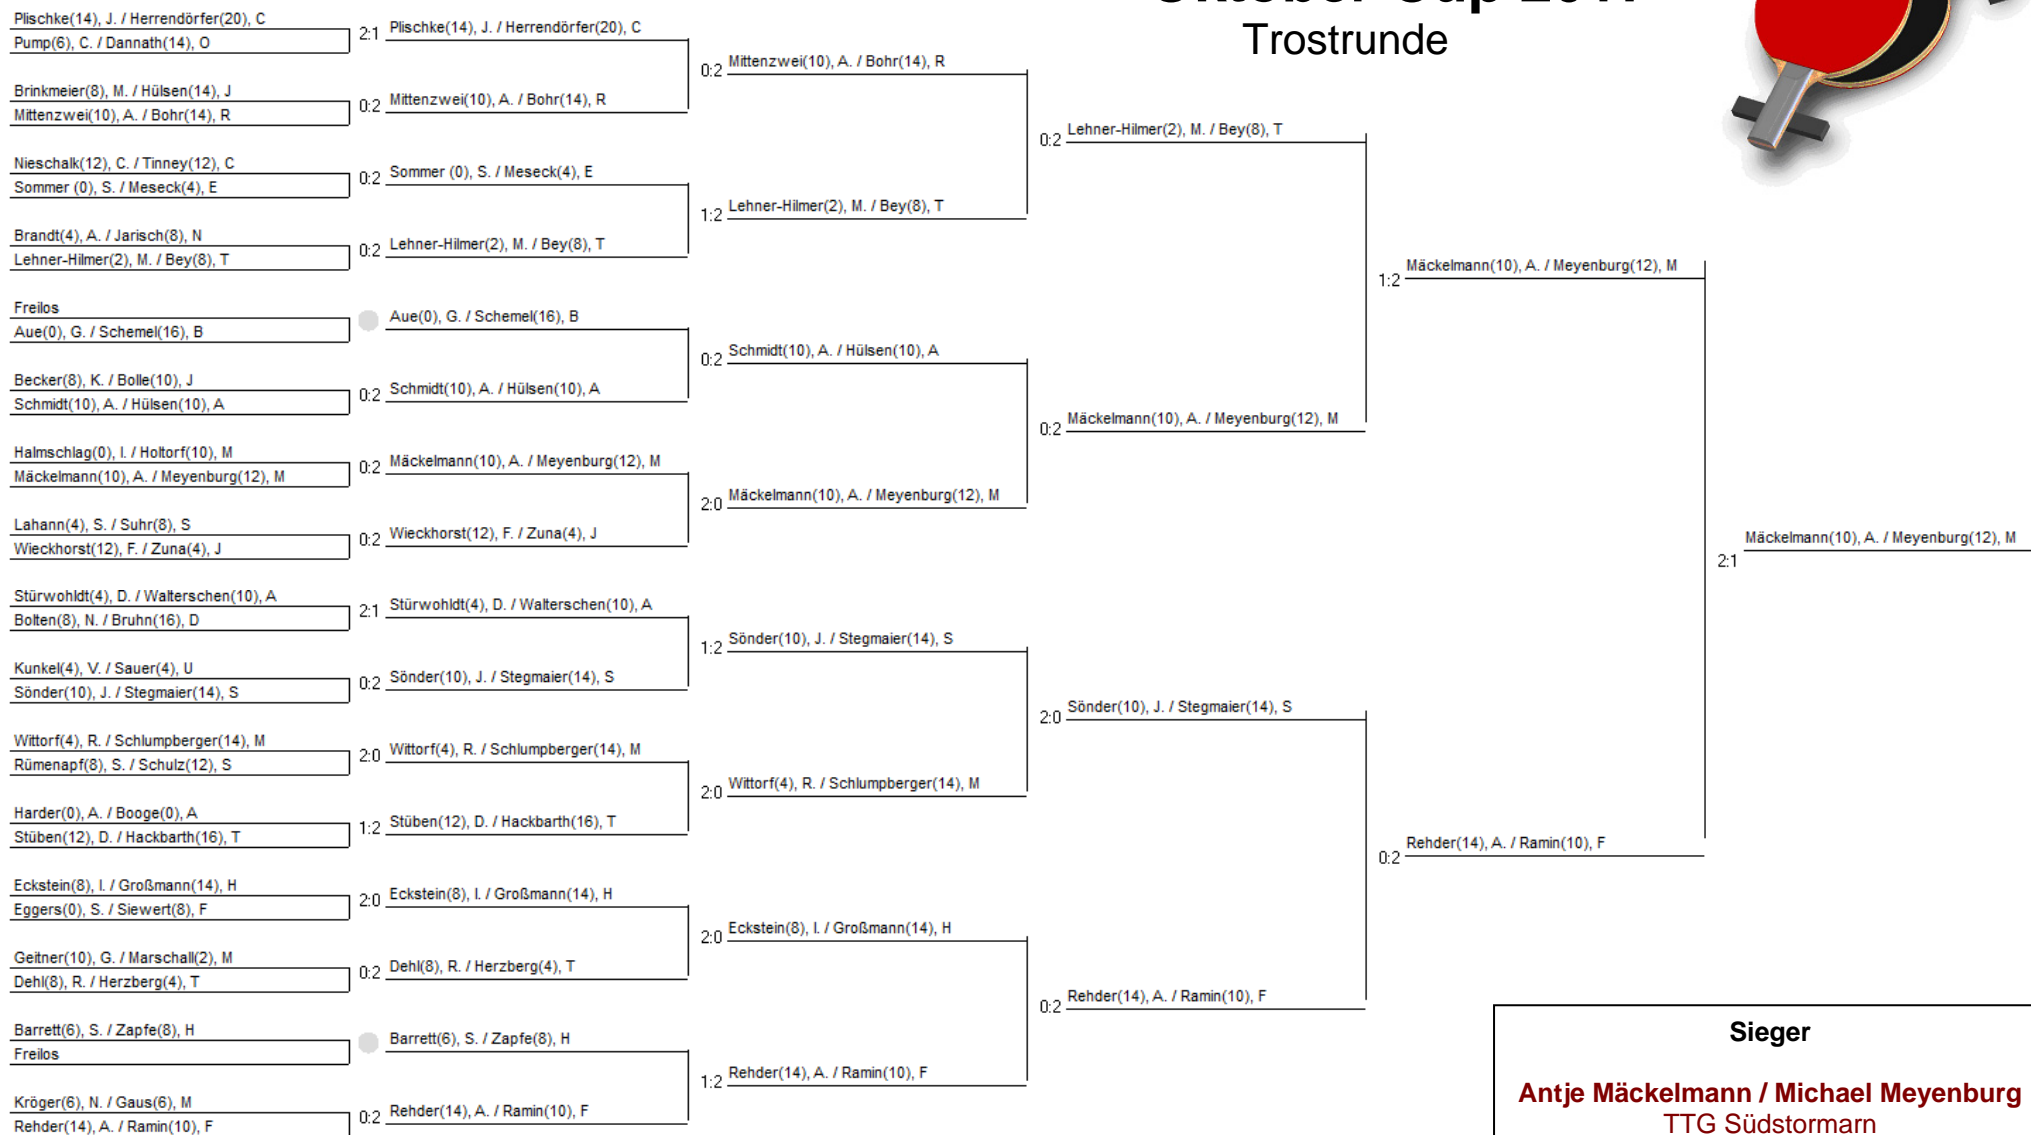 Trostrunde
Plischke(14), J. / Herrendörfer(20), C
Pump(6), C. / Dannath(14), O
Brinkmeier(8), M. / Hülsen(14), J
Mittenzwei(10), A. / Bohr(14), R
Nieschalk(12), C. / Tinney(12), C
Sommer (0), S. / Meseck(4), E
Brandt(4), A. / Jarisch(8), N
Lehner-Hilmer(2), M. / Bey(8), T
Freilos
Aue(0), G. / Schemel(16), B
Becker(8), K. / Bolle(10), J
Schmidt(10), A. / Hülsen(10), A
Halmschlag(0), I. / Holtorf(10), M
Mäckelmann(10), A. / Meyenburg(12), M
Lahann(4), S. / Suhr(8), S
Wieckhorst(12), F. / Zuna(4), J
Stürwohldt(4), D. / Walterschen(10), A
Bolten(8), N. / Bruhn(16), D
Kunkel(4), V. / Sauer(4), U
Sönder(10), J. / Stegmaier(14), S
Wittorf(4), R. / Schlumpberger(14), M
Rümenapf(8), S. / Schulz(12), S
Harder(0), A. / Booge(0), A
Stüben(12), D. / Hackbarth(16), T
Eckstein(8), I. / Großmann(14), H
Eggers(0), S. / Siewert(8), F
Geitner(10), G. / Marschall(2), M
Dehl(8), R. / Herzberg(4), T
Barrett(6), S. / Zapfe(8), H
Freilos
Kröger(6), N. / Gaus(6), M
Rehder(14), A. / Ramin(10), F
2:1 Plischke(14), J. / Herrendörfer(20), C
0:2 Mittenzwei(10), A. / Bohr(14), R
0:2 Sommer (0), S. / Meseck(4), E
0:2 Lehner-Hilmer(2), M. / Bey(8), T
Aue(0), G. / Schemel(16), B
0:2 Schmidt(10), A. / Hülsen(10), A
0:2 Mäckelmann(10), A. / Meyenburg(12), M
0:2 Wieckhorst(12), F. / Zuna(4), J
2:1 Stürwohldt(4), D. / Walterschen(10), A
0:2 Sönder(10), J. / Stegmaier(14), S
2:0 Wittorf(4), R. / Schlumpberger(14), M
1:2 Stüben(12), D. / Hackbarth(16), T
2:0 Eckstein(8), I. / Großmann(14), H
0:2 Dehl(8), R. / Herzberg(4), T
Barrett(6), S. / Zapfe(8), H
0:2 Rehder(14), A. / Ramin(10), F
0:2 Mittenzwei(10), A. / Bohr(14), R
1:2 Lehner-Hilmer(2), M. / Bey(8), T
0:2 Schmidt(10), A. / Hülsen(10), A
2:0 Mäckelmann(10), A. / Meyenburg(12), M
1:2 Sönder(10), J. / Stegmaier(14), S
2:0 Wittorf(4), R. / Schlumpberger(14), M
2:0 Eckstein(8), I. / Großmann(14), H
1:2 Rehder(14), A. / Ramin(10), F
0:2 Lehner-Hilmer(2), M. / Bey(8), T
0:2 Mäckelmann(10), A. / Meyenburg(12), M
2:0 Sönder(10), J. / Stegmaier(14), S
0:2 Rehder(14), A. / Ramin(10), F
1:2 Mäckelmann(10), A. / Meyenburg(12), M
0:2 Rehder(14), A. / Ramin(10), F
2:1 Mäckelmann(10), A. / Meyenburg(12), M
Sieger
Antje Mäckelmann / Michael Meyenburg
TTG Südstormarn